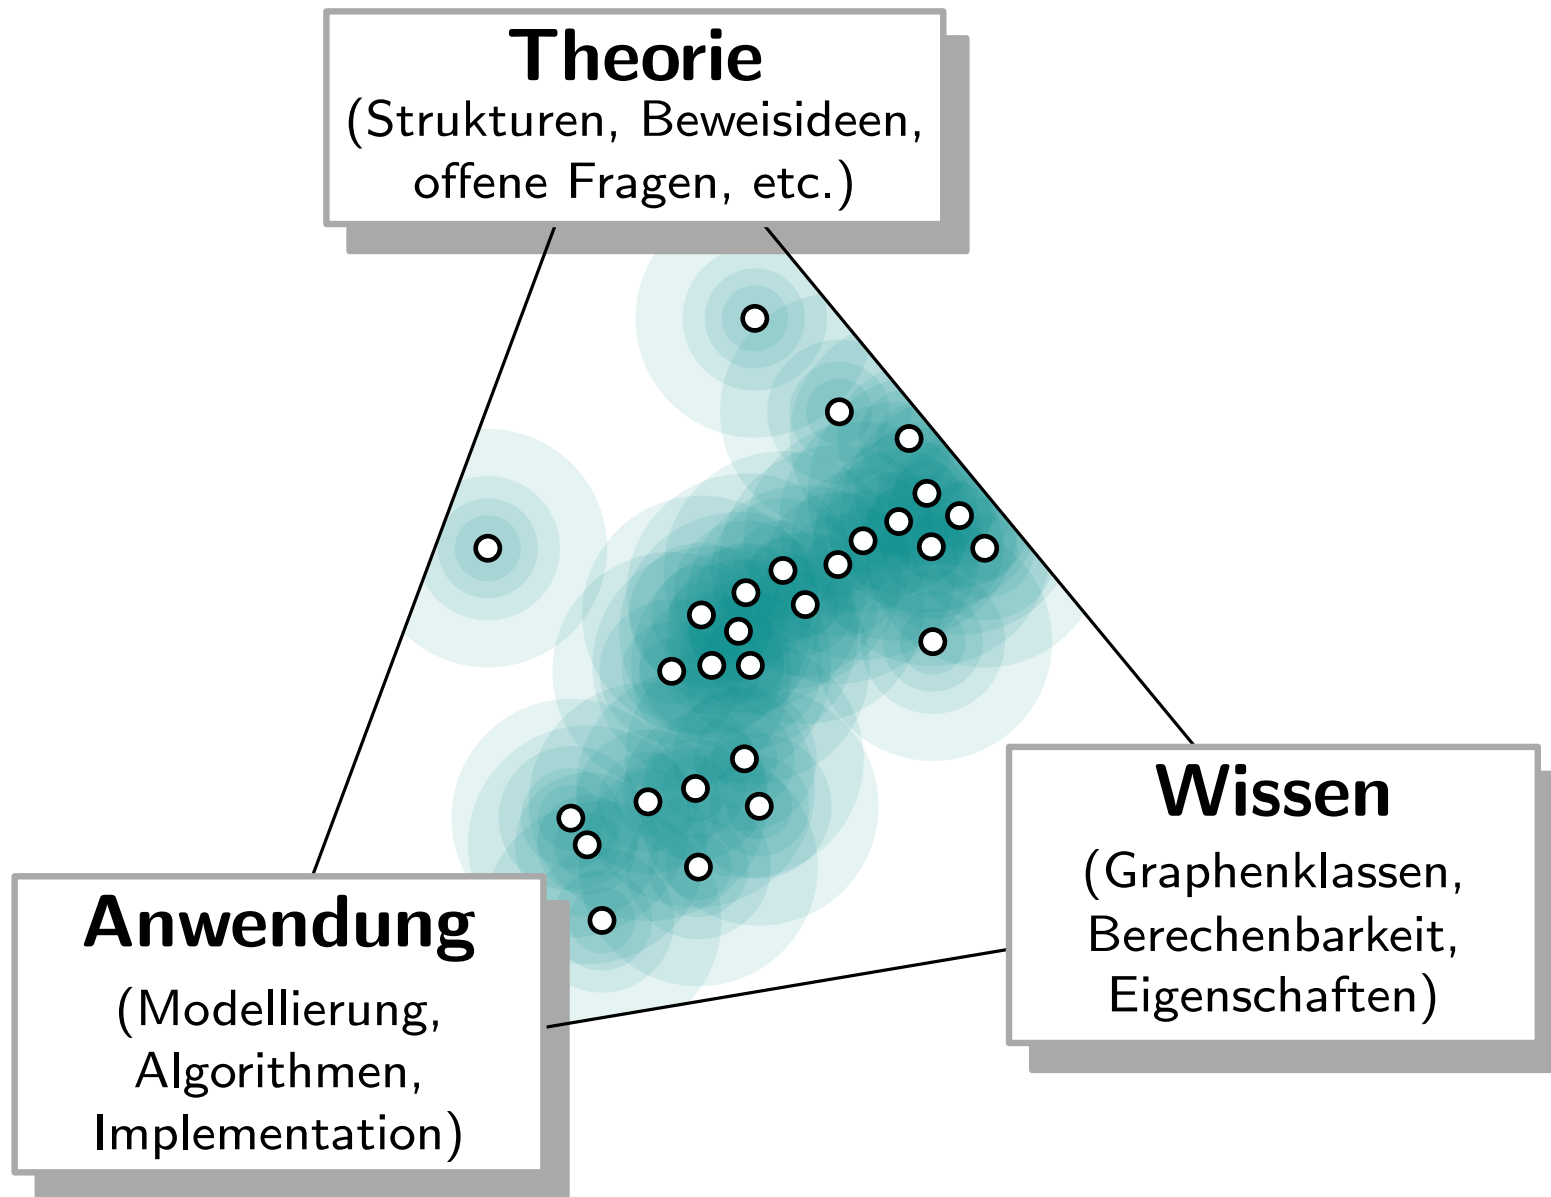 Theorie
(Strukturen, Beweisideen,
offene Fragen, etc.)
Wissen
(Graphenklassen,
Berechenbarkeit,
Eigenschaften)
Anwendung
(Modellierung,
Algorithmen,
Implementation)